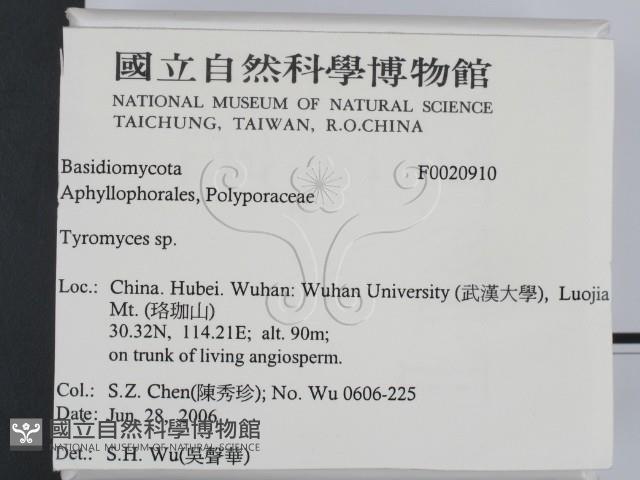 國立自然科學博物館
NATIONAL MUSEUM OF NATURAL SCIENCE
TAICHUNG, TAIWAN, R.O.CHINA
Basidiomycota F0020910
Aphyllophorales, Polyporaceae
Tyromyces sp.
Loc.: China. Hubei. Wuhan: Wuhan University (武漢大學), Luojia
Mt. (珞珈山)
30.32N, 114.21E; alt. 90m;
on trunk of living angiosperm.
Col.: S.Z. Chen(陳秀珍); No. Wu 0606-225
Date: Jun. 28, 2006
國立自然科學博物館
NATIONAL MUSEUM OF NATURAL SCIENCE
Det.: S.H. Wu(吳聲華)